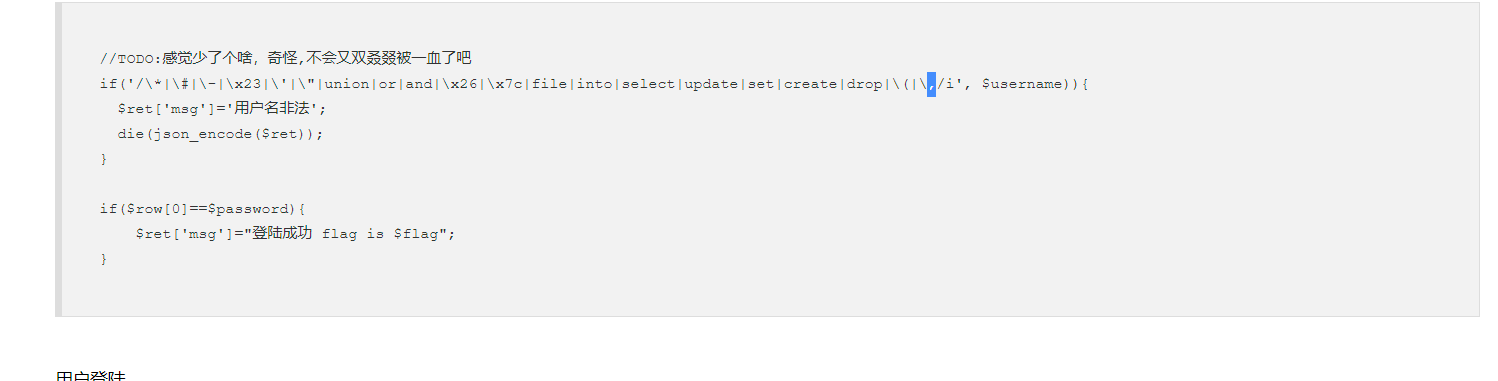 //TODO:感觉少了个啥，奇怪,不会又双叒叕被一血了吧
if('/\*|\#|\-|\x23|\'|\"|union|or|and|\x26|\x7c|file|into|select|update|set|create|drop|\(|\,/i', $username)){
  $ret['msg']='用户名非法';
  die(json_encode($ret));
}
if($row[0]==$password){
    $ret['msg']="登陆成功 flag is $flag";
}
用户登陆